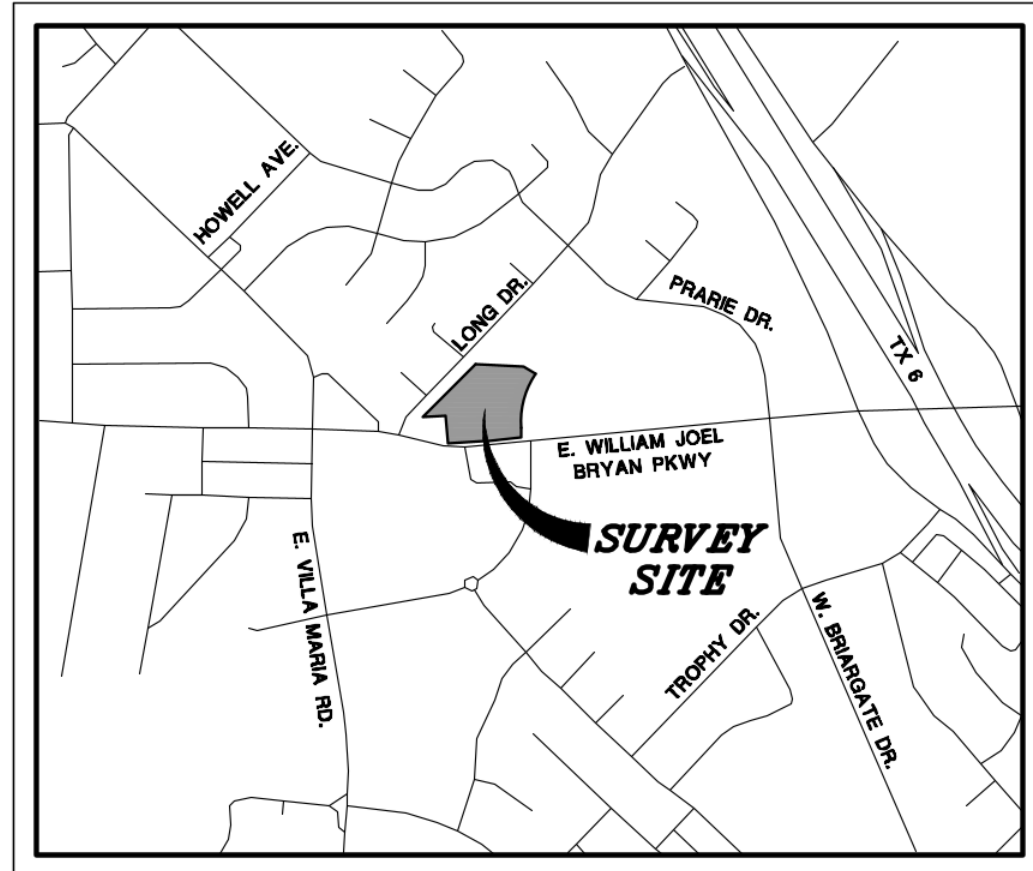 HOWELL AVE.
LONG DR.
PRARIE DR.
TX 6
E. WILLIAM JOEL
BRYAN PKWY
SURVEY
SITE
E. VILLA MARIA RD.
TROPHY DR.
W. BRIARGATE DR.